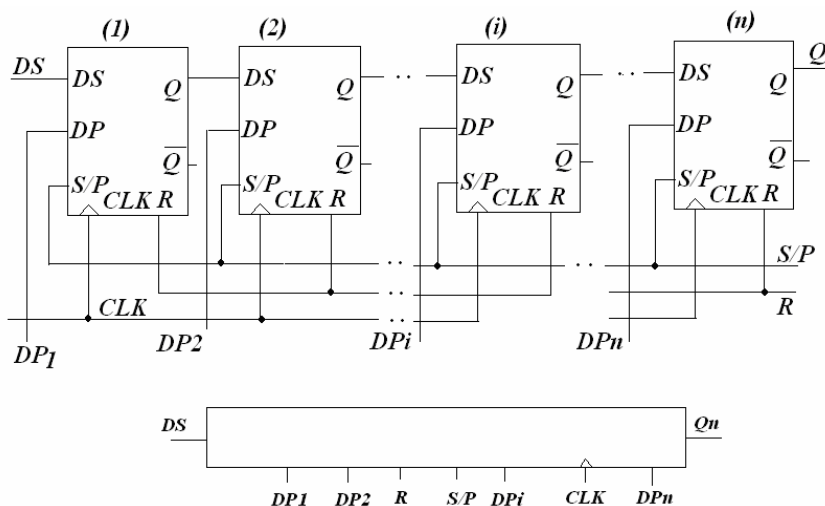 (1) (2) (i) (n)
DS DS Q DS Q DS Q DS Q Q
DP DP DP DP
Q Q Q Q
S/P CLK R S/P CLK R S/P CLK R S/P CLK R
S/P
CLK
R
DP1 DP2 DPi DPn
DS Qn
DP1 DP2 R S/P DPi CLK DPn